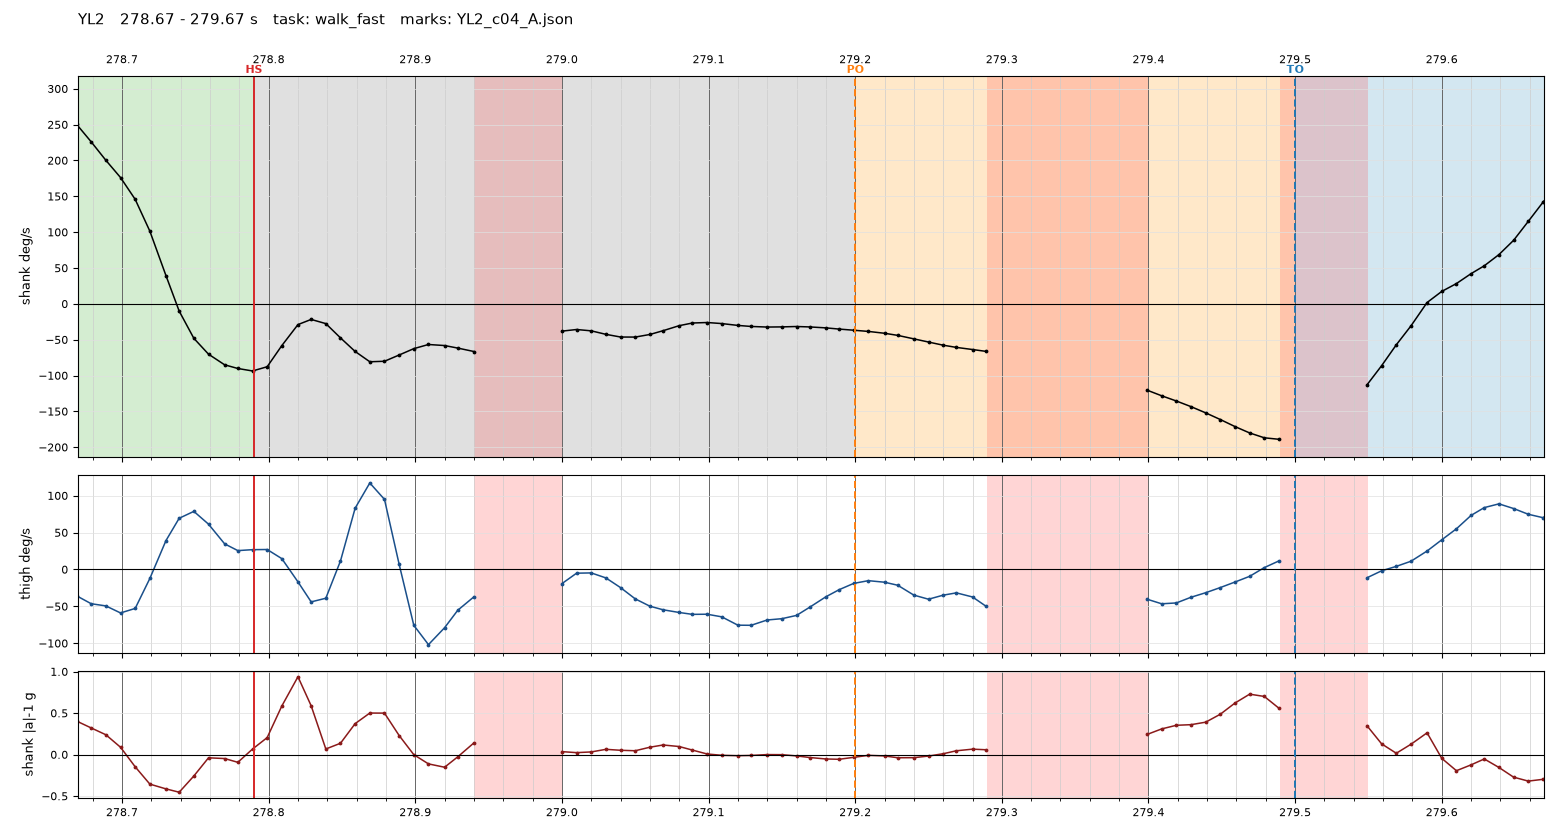 YL2 278.67 - 279.67 s task: walk_fast marks: YL2_c04_A.json
278.7 278.8 278.9 279.0 279.1 279.2 279.3 279.4 279.5 279.6
HS PO TO
shank deg/s
300
250
200
150
100
50
0
−50
−100
−150
−200
thigh deg/s
100
50
0
−50
−100
shank |a|-1 g
1.0
0.5
0.0
−0.5
278.7 278.8 278.9 279.0 279.1 279.2 279.3 279.4 279.5 279.6